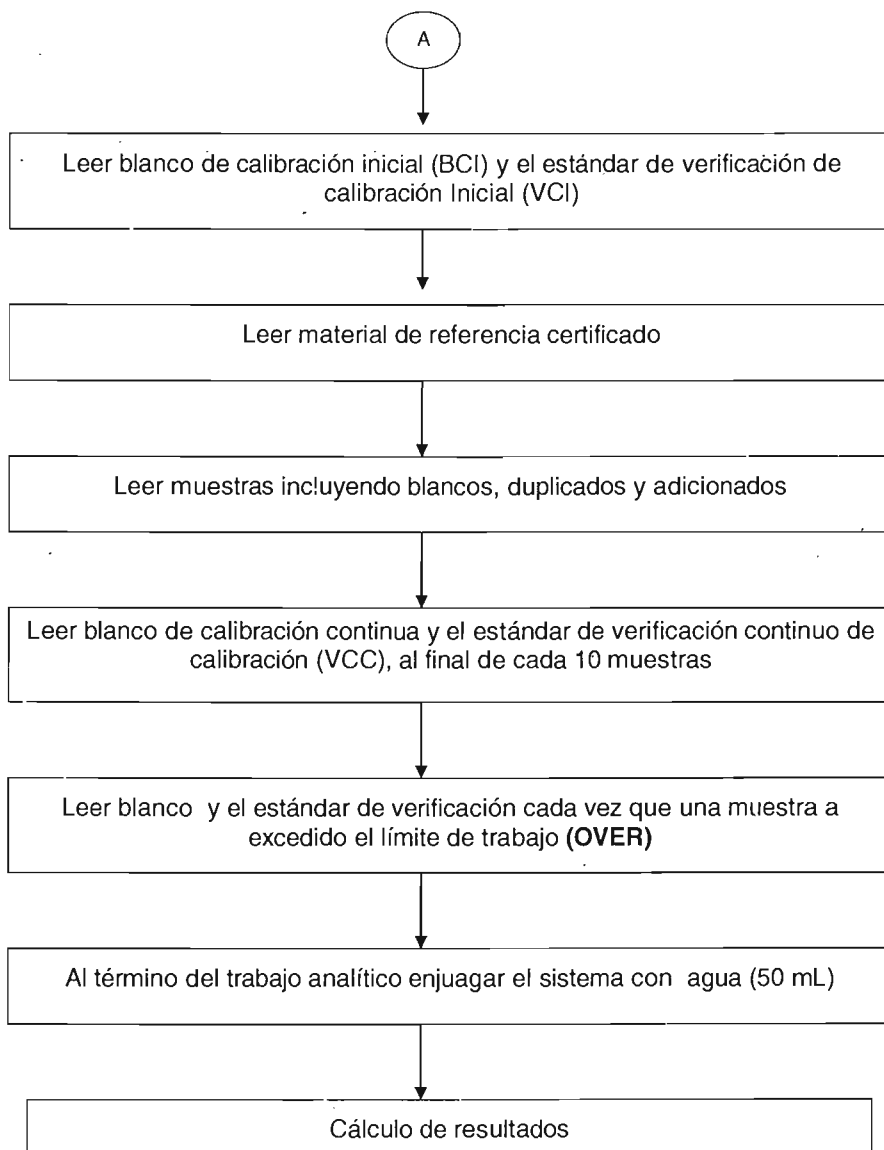 A
Leer blanco de calibración inicial (BCI) y el estándar de verificación de
calibración Inicial (VCI)
Leer material de referencia certificado
Leer muestras incluyendo blancos, duplicados y adicionados
Leer blanco de calibración continua y el estándar de verificación continuo de
calibración (VCC), al final de cada 10 muestras
Leer blanco y el estándar de verificación cada vez que una muestra a
excedido el límite de trabajo (OVER)
Al término del trabajo analítico enjuagar el sistema con agua (50 mL)
Cálculo de resultados